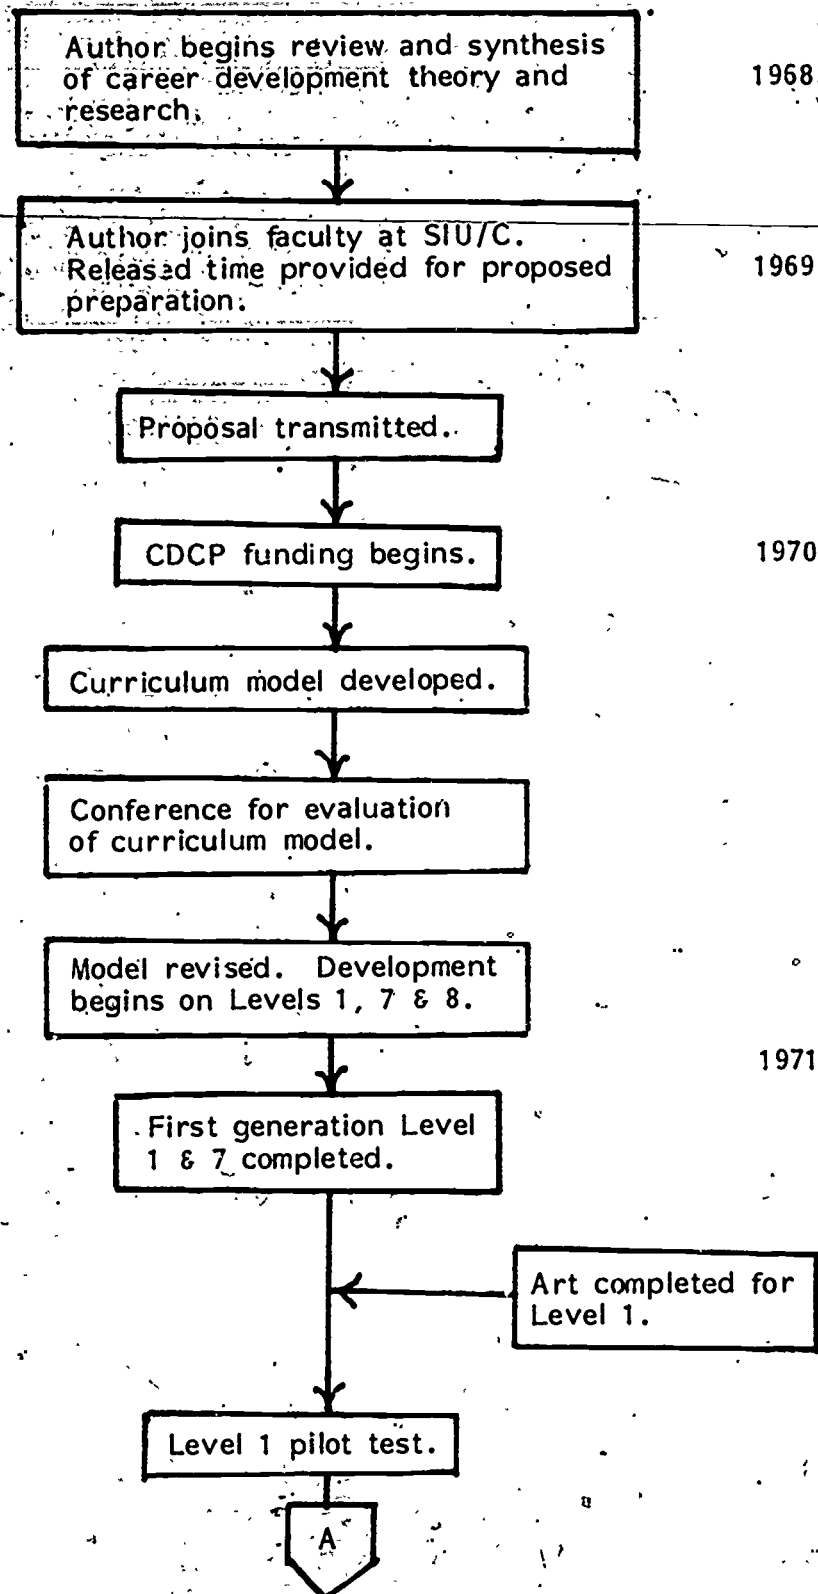 Author begins review and synthesis
of career development theory and
research.
1968
Author joins faculty at SIU/C.
Released time provided for proposed
preparation.
1969
Proposal transmitted.
CDCP funding begins.
1970
Curriculum model developed.
Conference for evaluation
of curriculum model.
Model revised. Development
begins on Levels 1, 7 & 8.
1971
First generation Level
1 & 7 completed.
Art completed for
Level 1.
Level 1 pilot test.
A